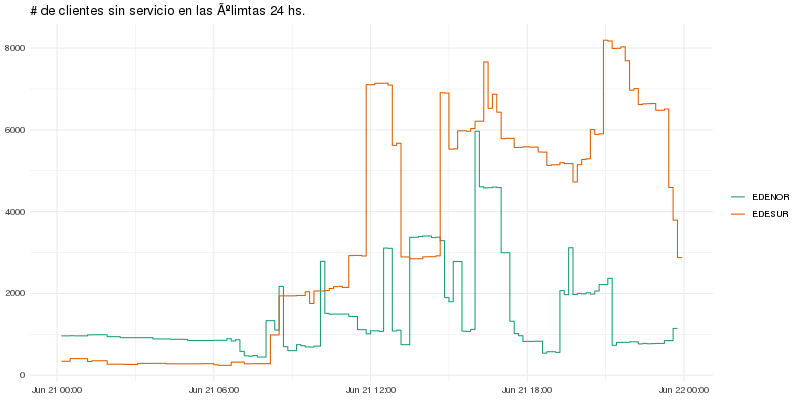 # de clientes sin servicio en las Ãºlimtas 24 hs.
8000
6000
4000
2000
0
Jun 21 00:00
Jun 21 06:00
Jun 21 12:00
Jun 21 18:00
Jun 22 00:00
EDENOR
EDESUR